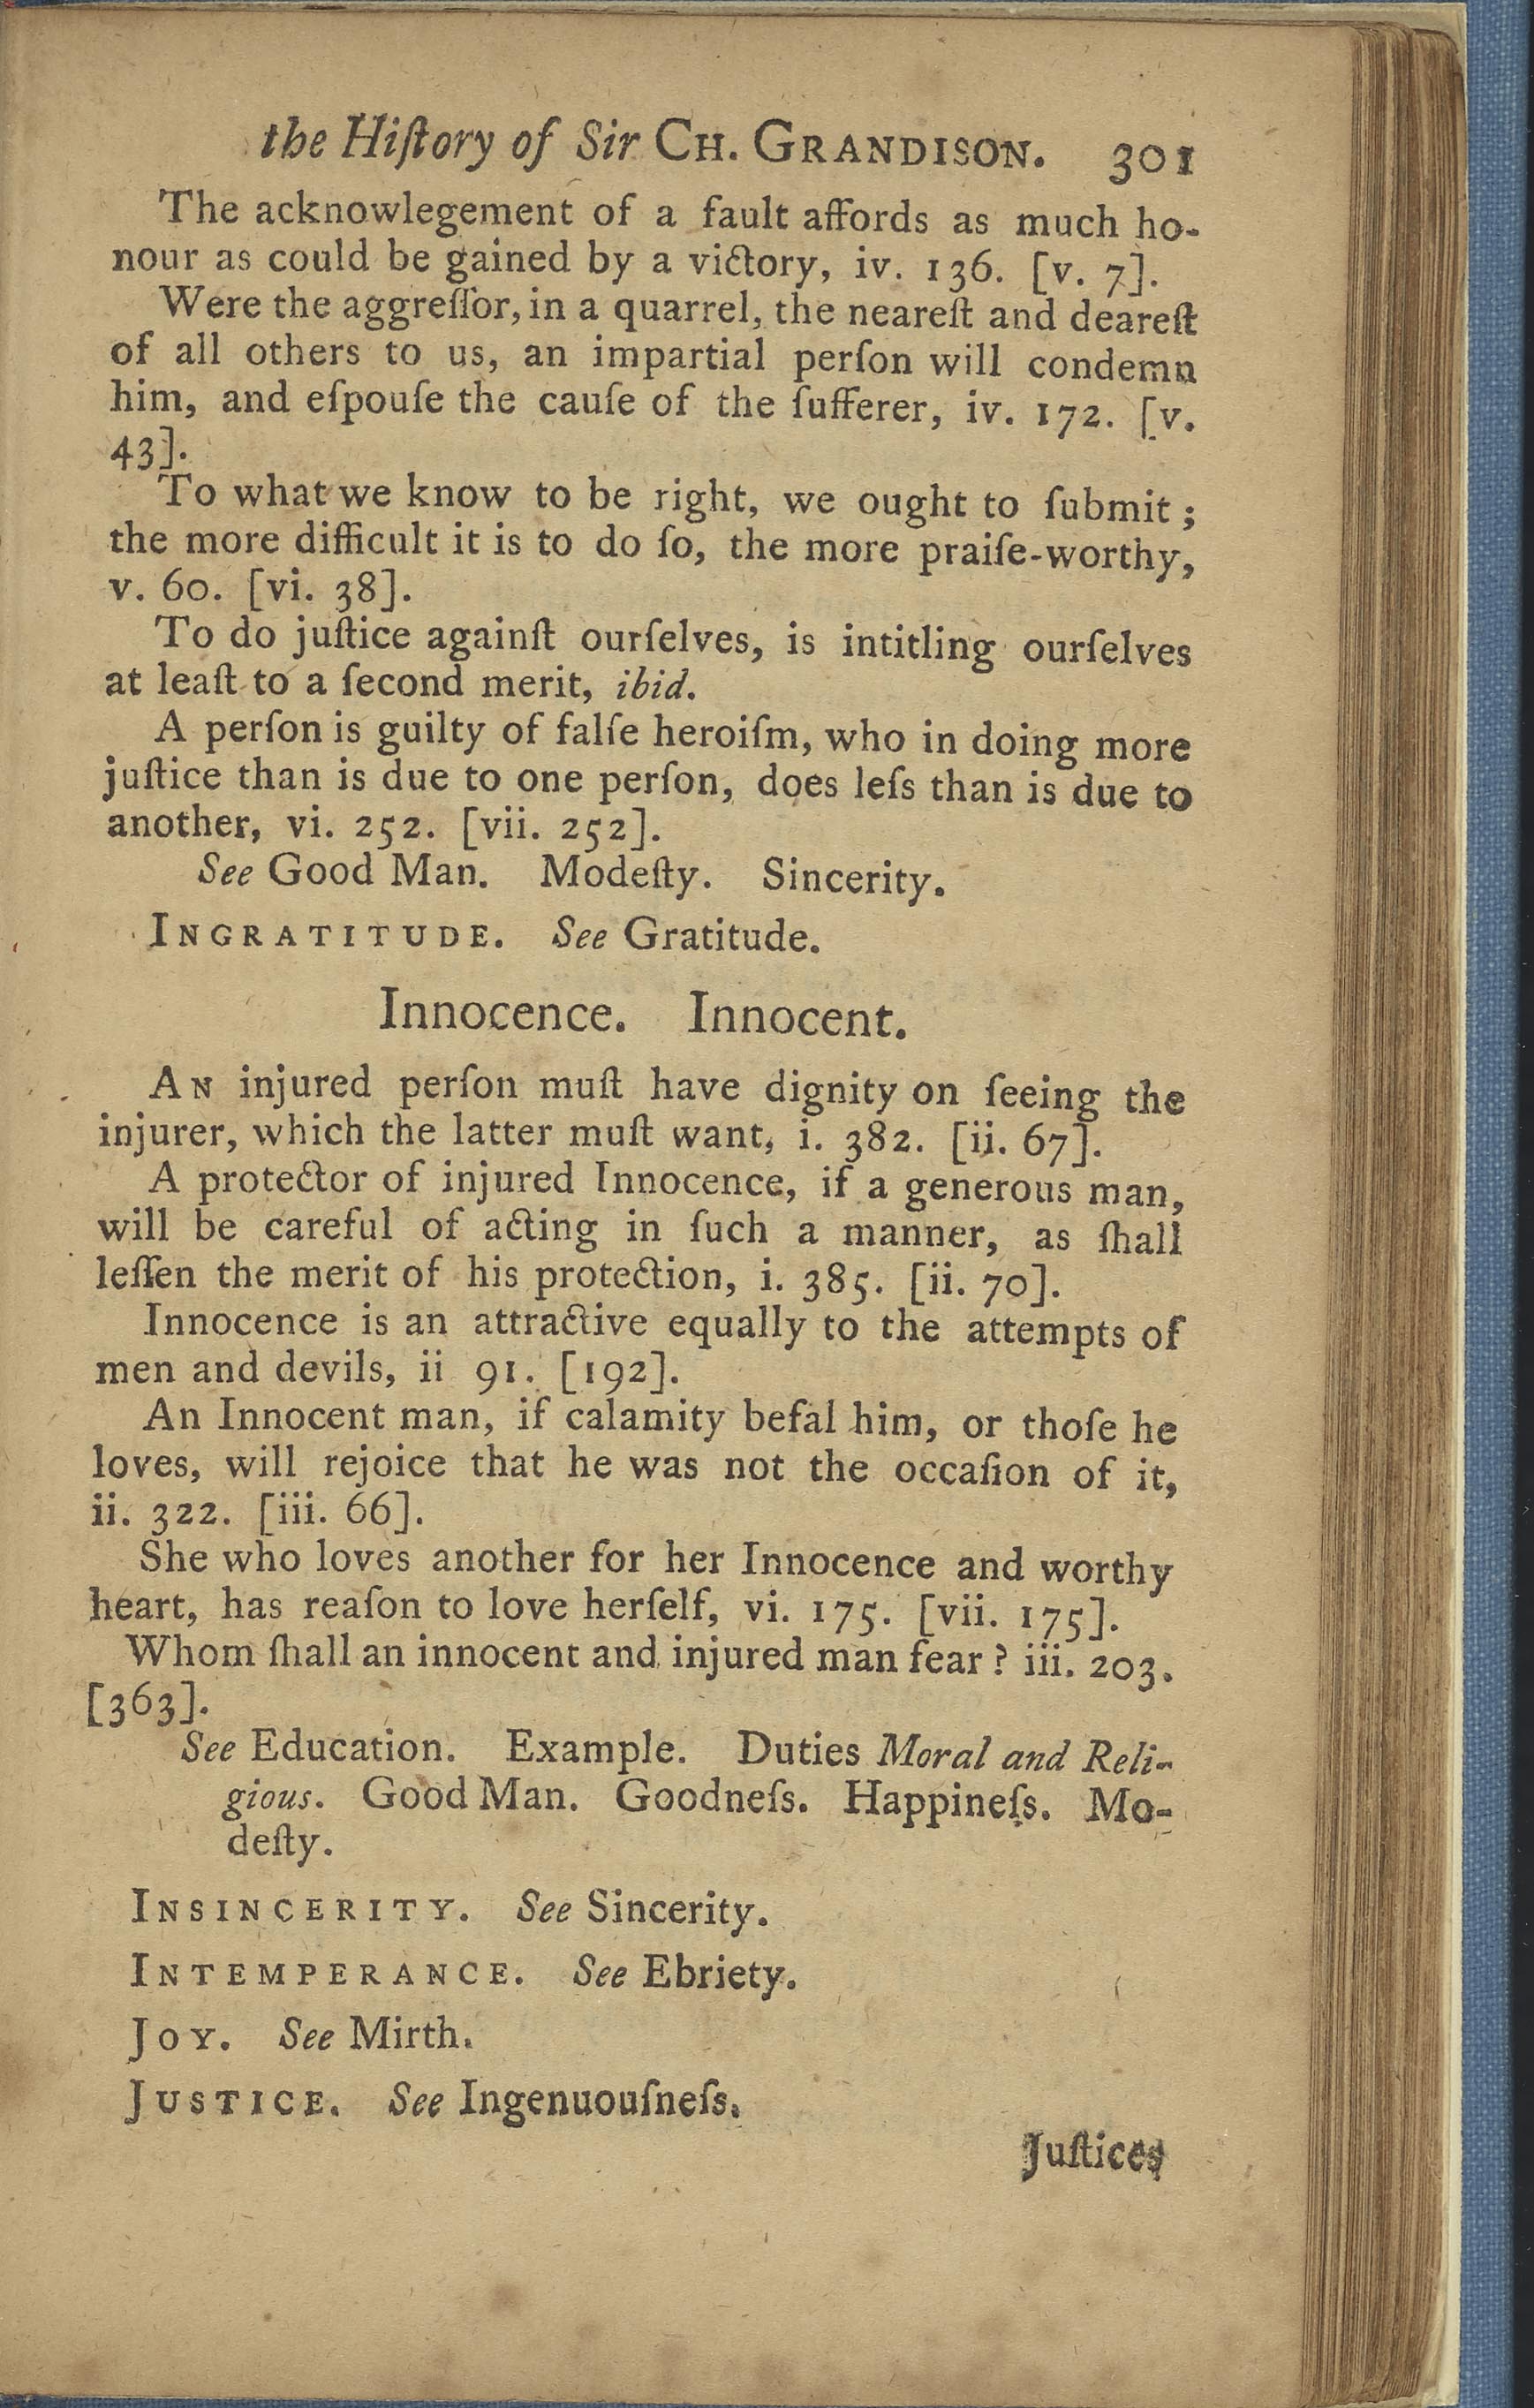 the Hiſtory of Sir CH. GRANDISON. 301
The acknowlegement of a fault affords as much ho-
nour as could be gained by a victory, iv. 136. [v. 7].
Were the aggreſſor, in a quarrel, the neareſt and deareſt
of all others to us, an impartial perſon will condemn
him, and eſpouſe the cauſe of the ſufferer, iv. 172. [v.
43].
To what we know to be right, we ought to ſubmit;
the more difficult it is to do ſo, the more praiſe-worthy,
v. 60. [vi. 38].
To do juſtice againſt ourſelves, is intitling ourſelves
at leaſt to a ſecond merit, ibid.
A perſon is guilty of falſe heroiſm, who in doing more
juſtice than is due to one perſon, does leſs than is due to
another, vi. 252. [vii. 252].
See Good Man. Modeſty. Sincerity.
INGRATITUDE. See Gratitude.
Innocence. Innocent.
AN injured perſon muſt have dignity on ſeeing the
injurer, which the latter muſt want, i. 382. [ii. 67].
A protector of injured Innocence, if a generous man,
will be careful of acting in ſuch a manner, as ſhall
leſſen the merit of his protection, i. 385. [ii. 70].
Innocence is an attractive equally to the attempts of
men and devils, ii 91. [192].
An Innocent man, if calamity befal him, or thoſe he
loves, will rejoice that he was not the occaſion of it,
ii. 322. [iii. 66].
She who loves another for her Innocence and worthy
heart, has reaſon to love herſelf, vi. 175. [vii. 175].
Whom ſhall an innocent and injured man fear? iii. 203.
[363].
See Education. Example. Duties Moral and Reli-
gious. Good Man. Goodneſs. Happineſs. Mo-
deſty.
INSINCERITY. See Sincerity.
INTEMPERANCE. See Ebriety.
JOY. See Mirth.
JUSTICE. See Ingenuouſneſs.
Juſtices